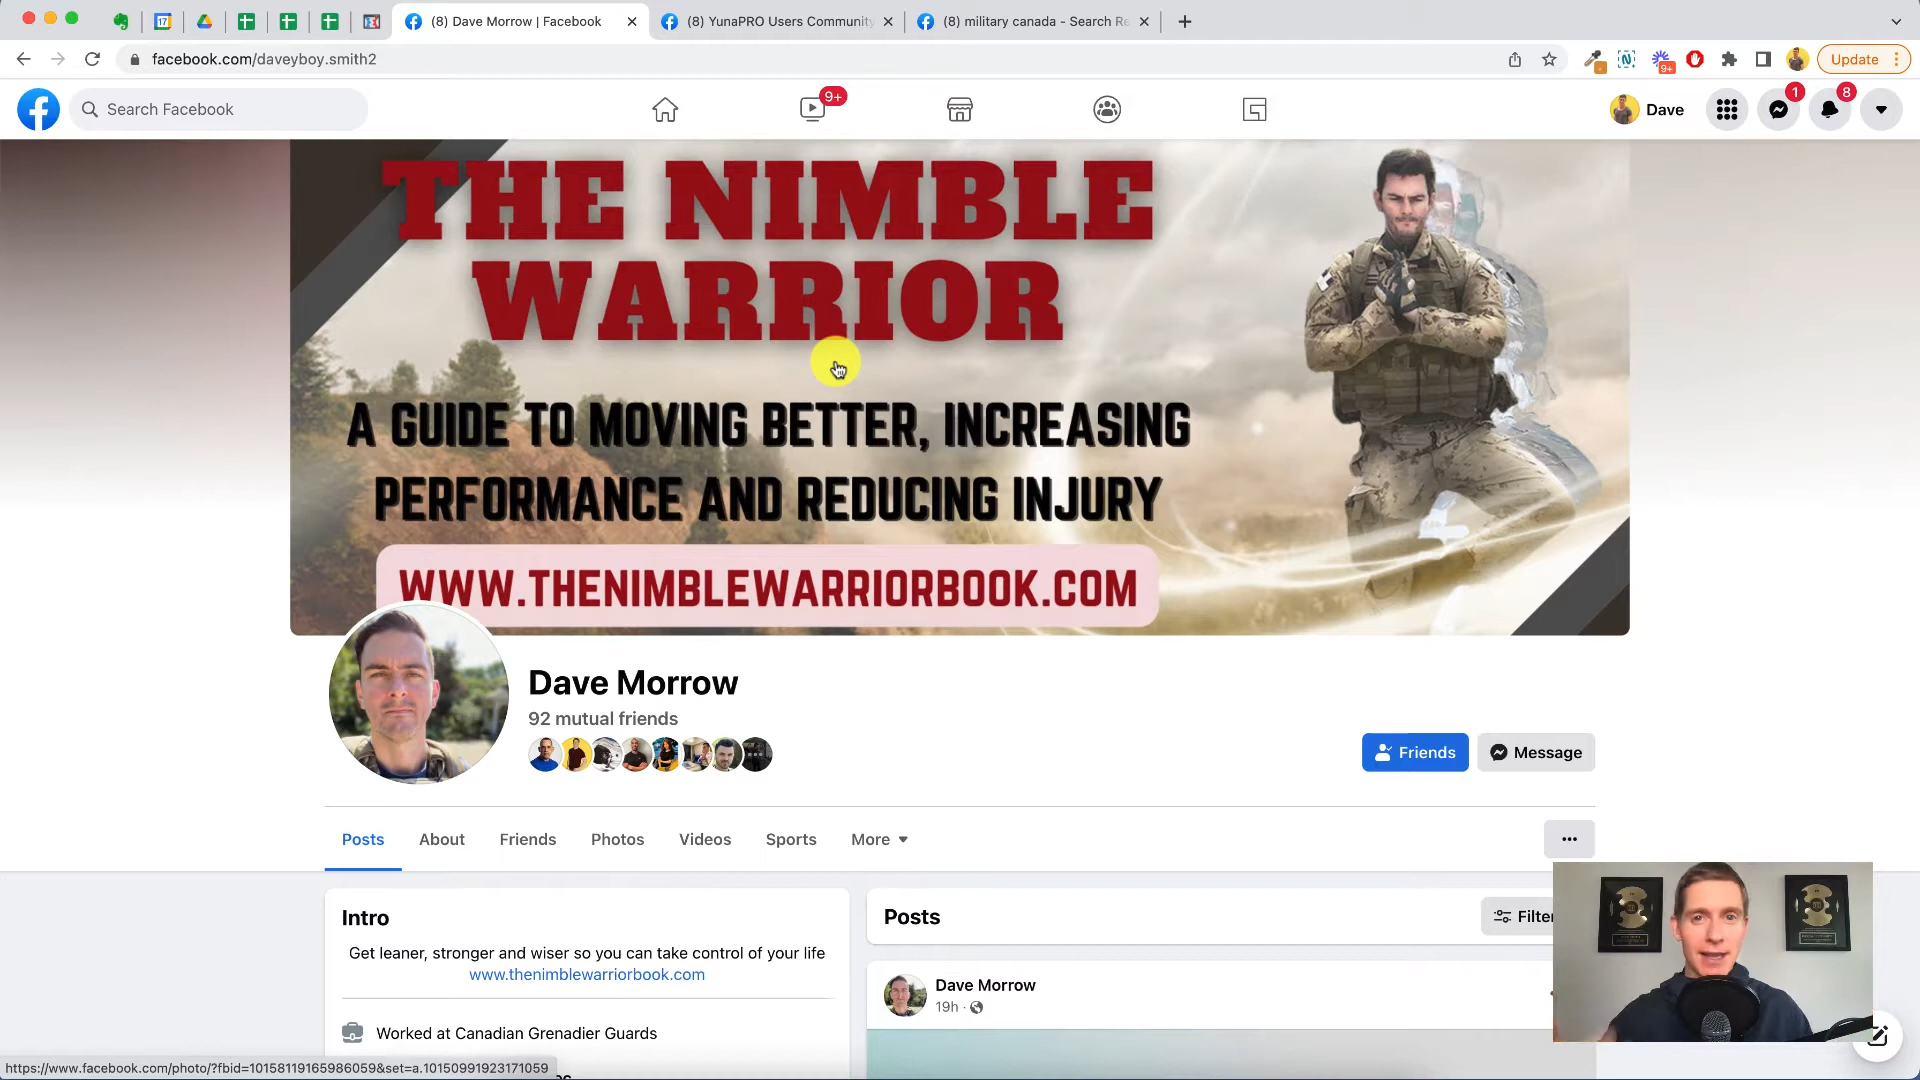 (8) Dave Morrow | Facebook
(8) YunaPRO Users Community
(8) military canada - Search Re
facebook.com/daveyboy.smith2
9+
Update
Search Facebook
9+
Dave
1
8
THE NIMBLE
WARRIOR
A GUIDE TO MOVING BETTER, INCREASING
PERFORMANCE AND REDUCING INJURY
WWW.THENIMBLEWARRIORBOOK.COM
Dave Morrow
92 mutual friends
Friends
Message
Posts
About
Friends
Photos
Videos
Sports
More
Intro
Get leaner, stronger and wiser so you can take control of your life
www.thenimblewarriorbook.com
Worked at Canadian Grenadier Guards
Posts
Filter
Dave Morrow
19h ·
https://www.facebook.com/photo/?fbid=10158119165986059&set=a.10150991923171059